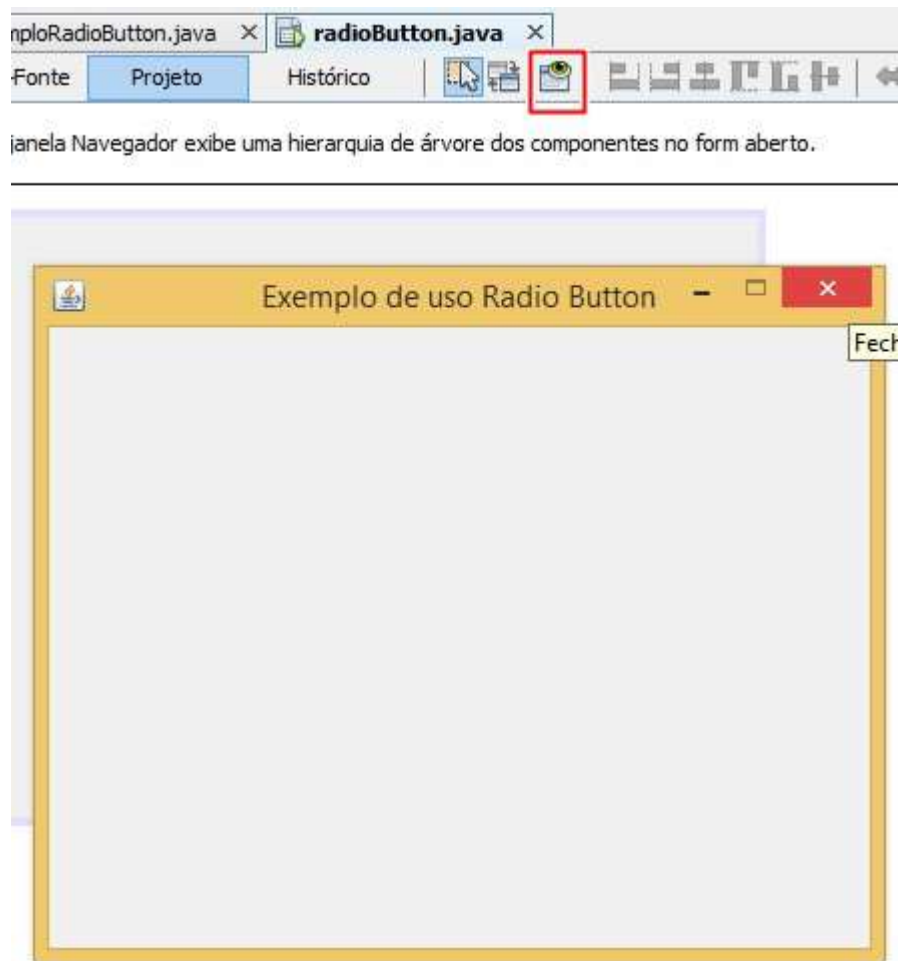 nploRadioButton.java radioButton.java
Fonte Projeto Histórico
janela Navegador exibe uma hierarquia de árvore dos componentes no form aberto.
Exemplo de uso Radio Button
Fech